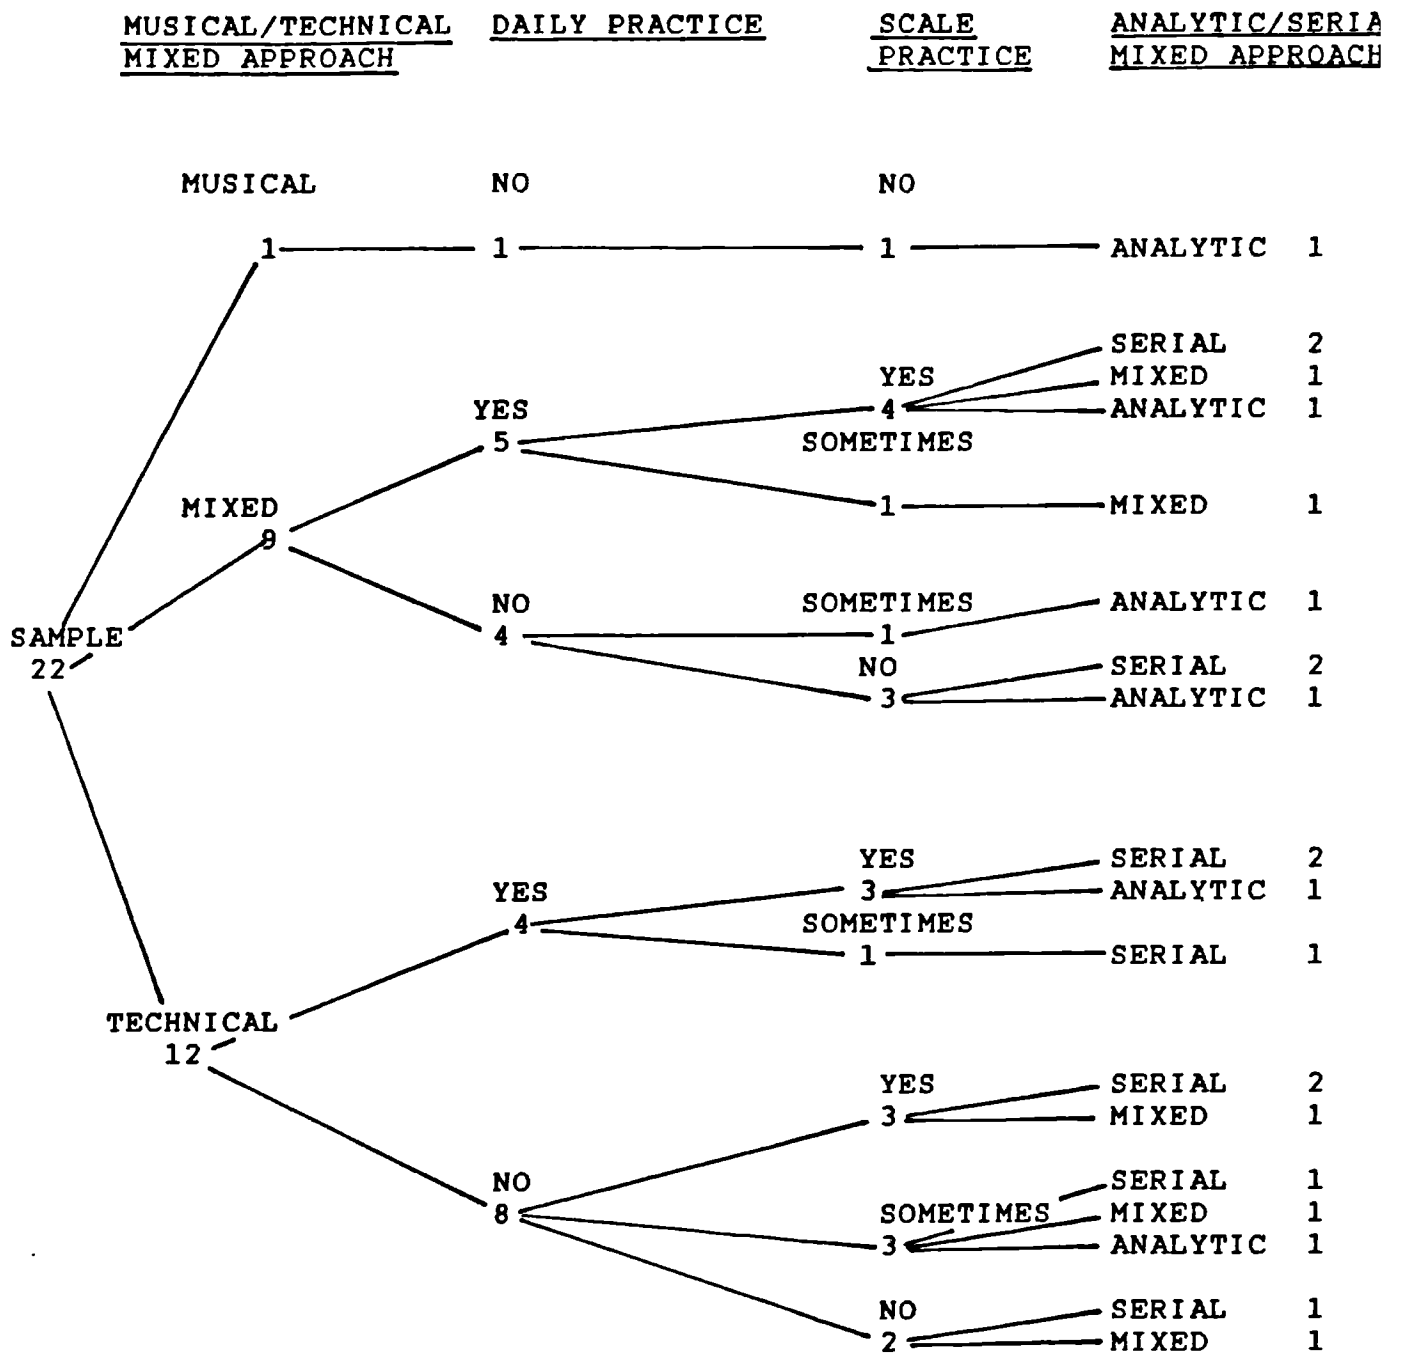 MUSICAL/TECHNICAL DAILY PRACTICE SCALE ANALYTIC/SERIA
MIXED APPROACH PRACTICE MIXED APPROACH
MUSICAL NO NO
1 1 1 ANALYTIC 1
SERIAL 2
YES MIXED 1
YES 4 ANALYTIC 1
5 SOMETIMES
MIXED 1 MIXED 1
9
NO SOMETIMES ANALYTIC 1
SAMPLE 4 1
22 NO SERIAL 2
3 ANALYTIC 1
YES SERIAL 2
YES 3 ANALYTIC 1
4 SOMETIMES
1 SERIAL 1
TECHNICAL
12
YES SERIAL 2
3 MIXED 1
NO SERIAL 1
8 SOMETIMES MIXED 1
3 ANALYTIC 1
NO SERIAL 1
2 MIXED 1